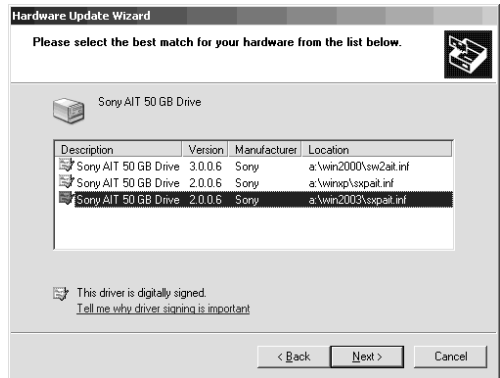 Hardware Update Wizard
Please select the best match for your hardware from the list below.
Sony AIT 50 GB Drive
Description Version Manufacturer Location
Sony AIT 50 GB Drive 3.0.0.6 Sony a:\win2000\sw2ait.inf
Sony AIT 50 GB Drive 2.0.0.6 Sony a:\winxp\sxpait.inf
Sony AIT 50 GB Drive 2.0.0.6 Sony a:\win2003\sxpait.inf
This driver is digitally signed.
Tell me why driver signing is important
< Back Next > Cancel